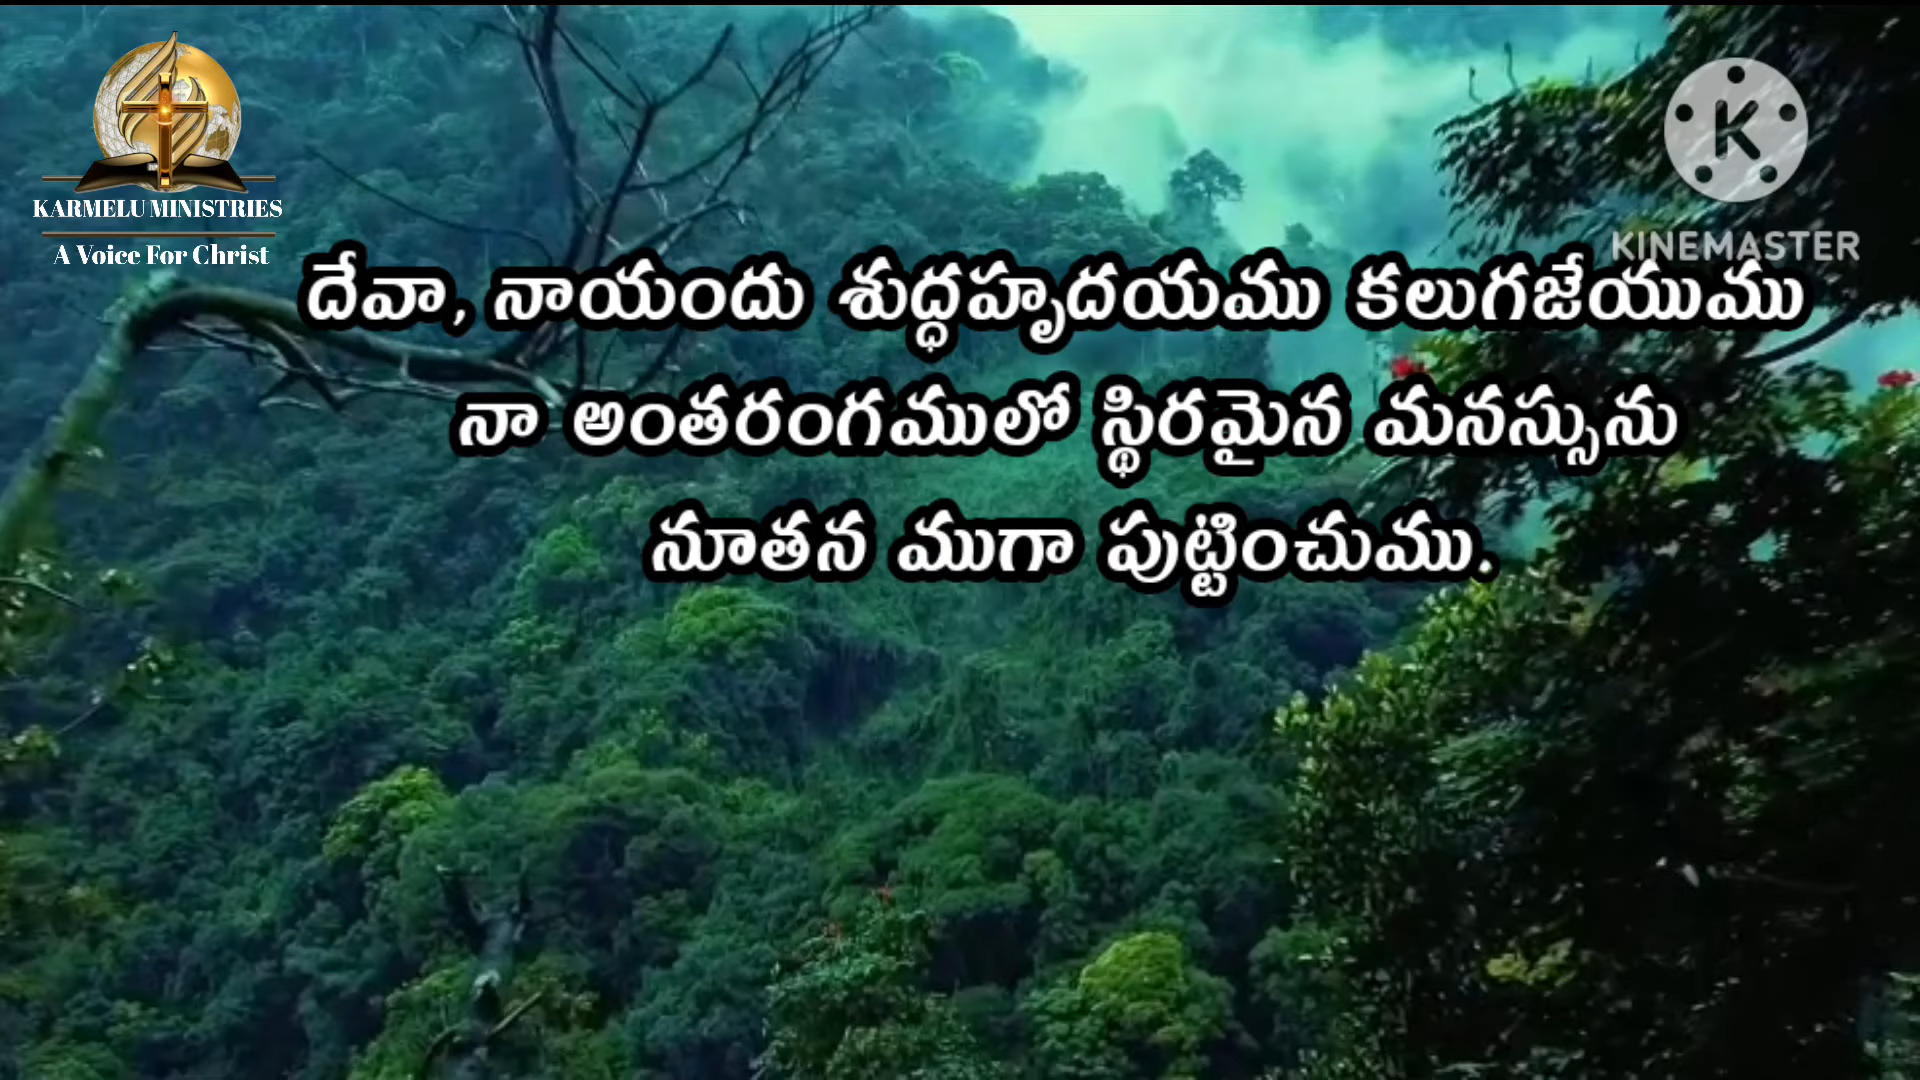 KARMELU MINISTRIES
A Voice For Christ
KINEMASTER
దేవా, నాయందు శుద్ధహృదయము కలుగజేయుము
నా అంతరంగములో స్థిరమైన మనస్సును
నూతన ముగా పుట్టించుము.